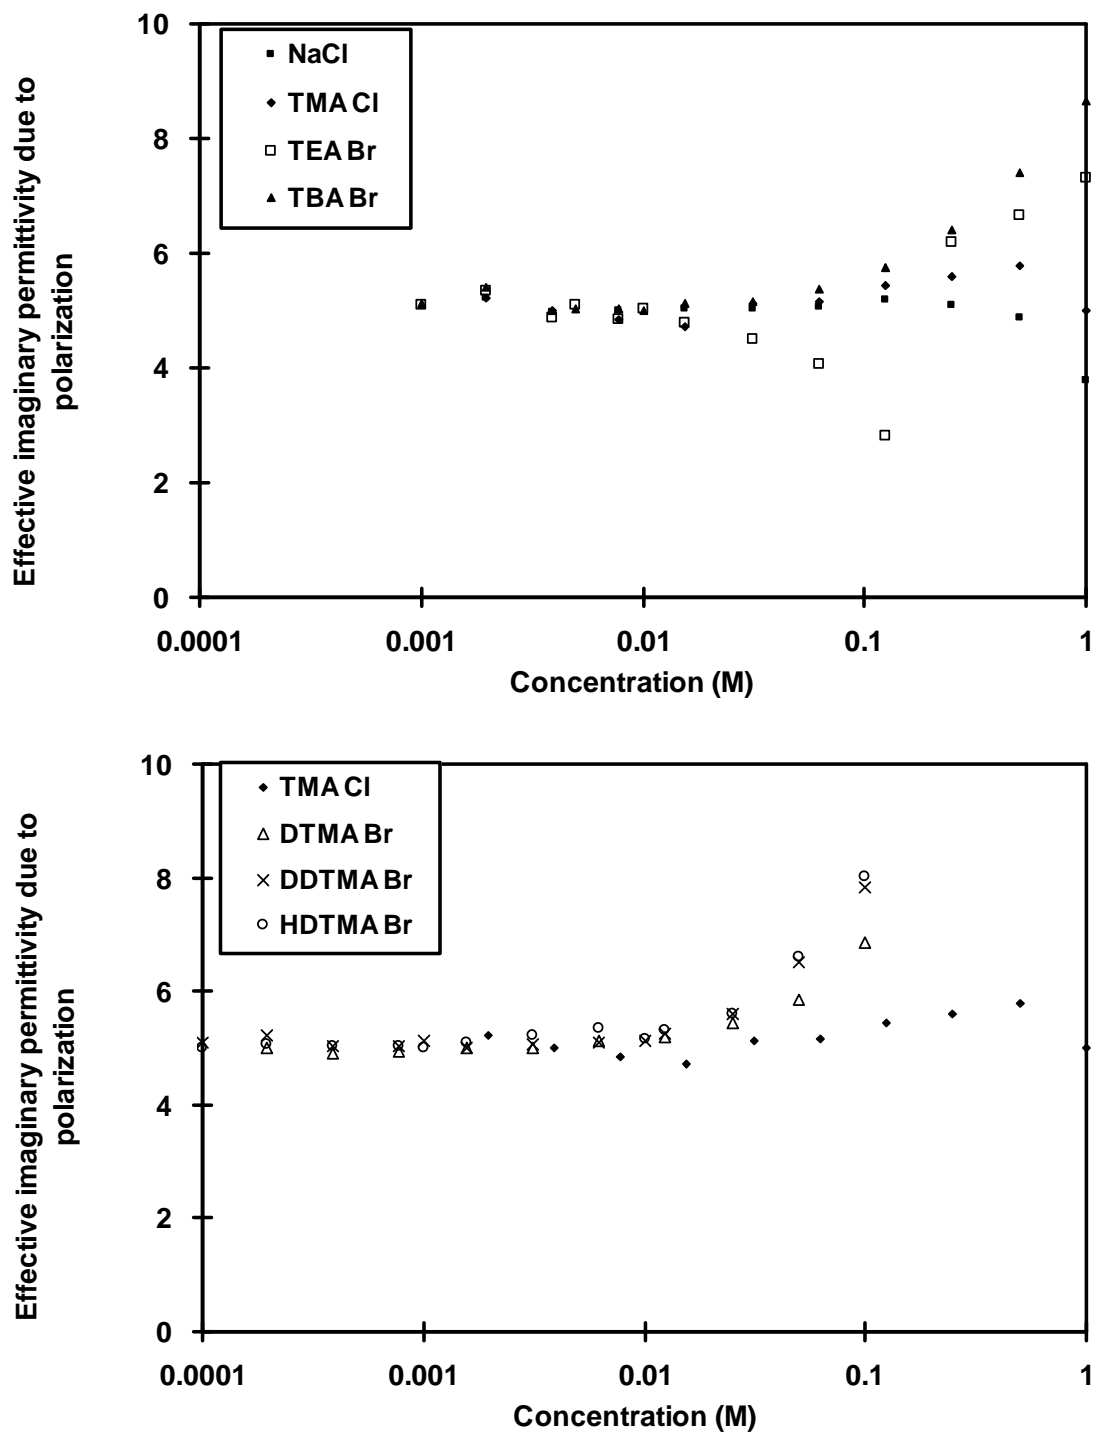 Effective imaginary permittivity due to
polarization
10
8
6
4
2
0
NaCl
TMA Cl
TEA Br
TBA Br
0.0001
0.001
0.01
0.1
1
Concentration (M)
Effective imaginary permittivity due to
polarization
10
8
6
4
2
0
TMA Cl
DTMA Br
DDTMA Br
HDTMA Br
0.0001
0.001
0.01
0.1
1
Concentration (M)